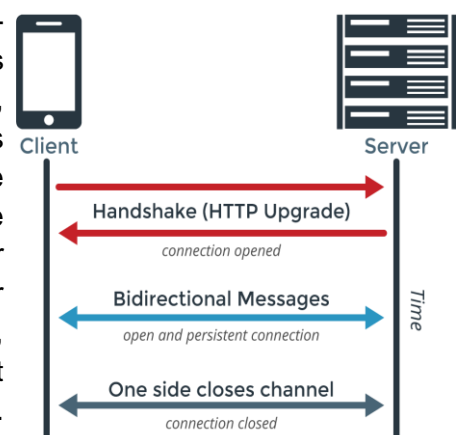 Client
Server
Handshake (HTTP Upgrade)
connection opened
Bidirectional Messages
Time
open and persistent connection
One side closes channel
connection closed